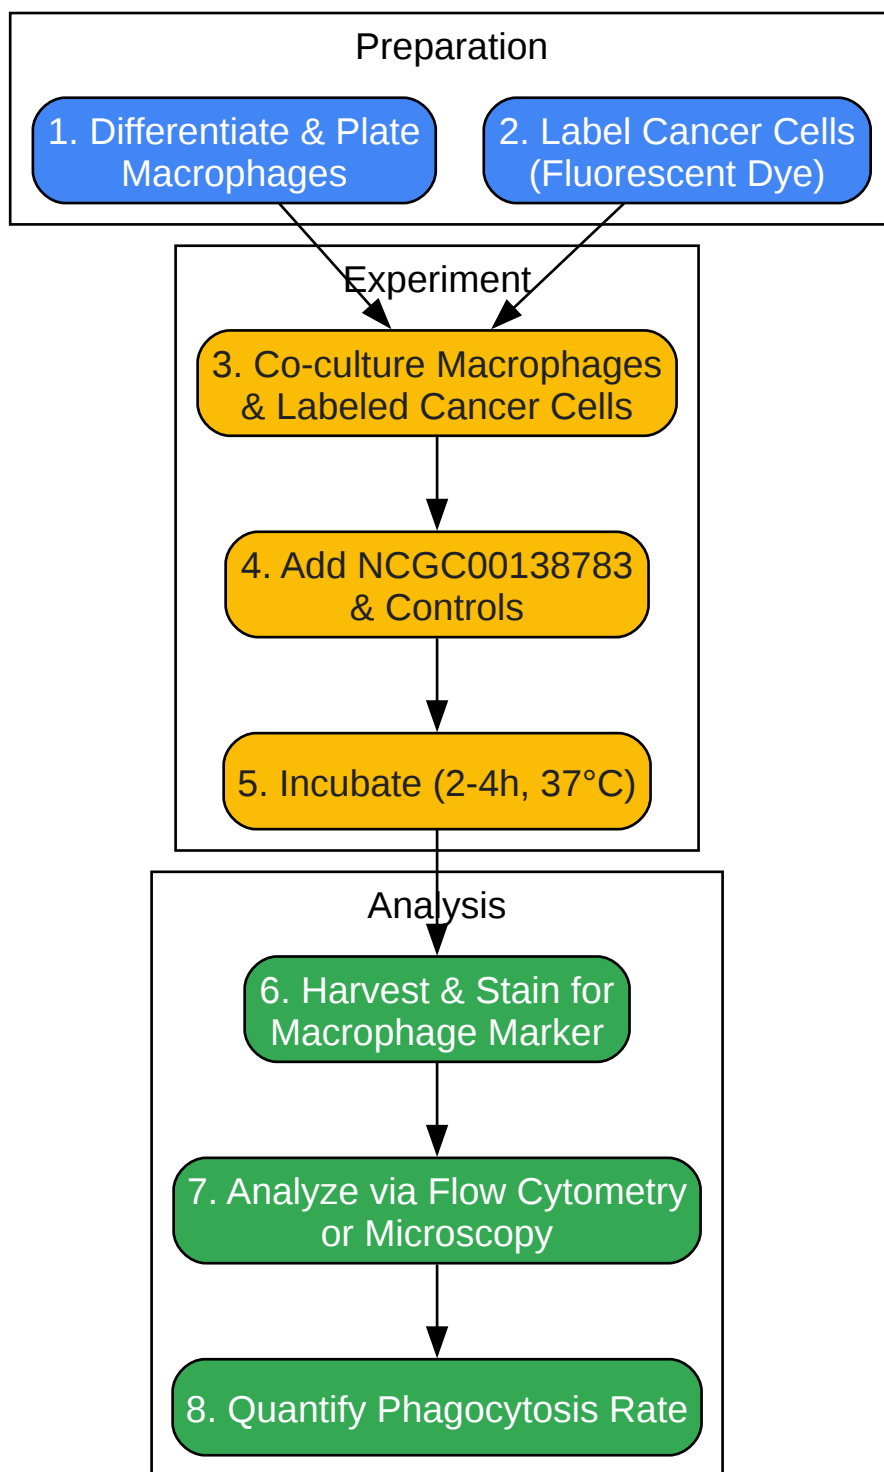 Preparation
1. Differentiate & Plate
Macrophages
2. Label Cancer Cells
(Fluorescent Dye)
Experiment
3. Co-culture Macrophages
& Labeled Cancer Cells
4. Add NCGC00138783
& Controls
5. Incubate (2-4h, 37°C)
Analysis
6. Harvest & Stain for
Macrophage Marker
7. Analyze via Flow Cytometry
or Microscopy
8. Quantify Phagocytosis Rate